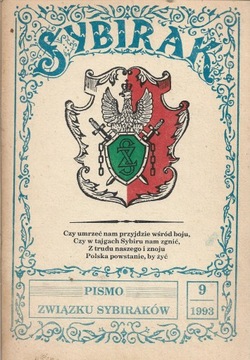 SYBIRAK
Czy umrzeć nam przyjdzie wśród boju,
Czy w tajgach Sybiru nam zgnić,
Z trudu naszego i znoju
Polska powstanie, by żyć
PISMO
ZWIĄZKU SYBIRAKÓW
9
1993